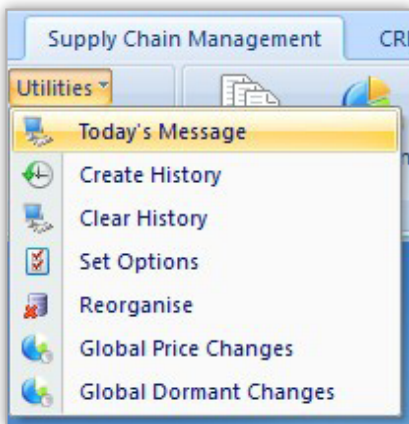 Supply Chain Management
Utilities
Today's Message
Create History
Clear History
Set Options
Reorganise
Global Price Changes
Global Dormant Changes